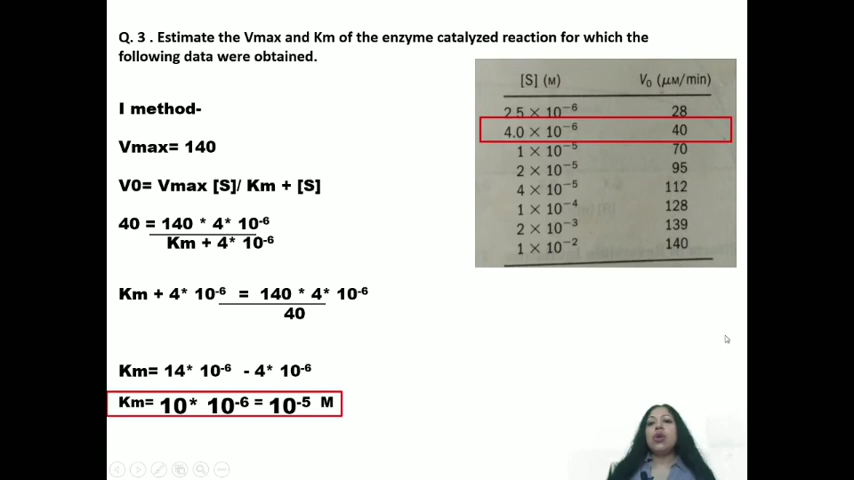 Q. 3 . Estimate the Vmax and Km of the enzyme catalyzed reaction for which the
following data were obtained.
I method-
Vmax= 140
V0= Vmax [S]/ Km + [S]
40 = 140 * 4* 10-6
Km + 4* 10-6
Km + 4* 10-6 = 140 * 4* 10-6
40
Km= 14* 10-6 - 4* 10-6
Km= 10* 10-6 = 10-5 M
[S] (M) V0 (μM/min)
2.5 × 10−6 28
4.0 × 10−6 40
1 × 10−5 70
2 × 10−5 95
4 × 10−5 112
1 × 10−4 128
2 × 10−3 139
1 × 10−2 140